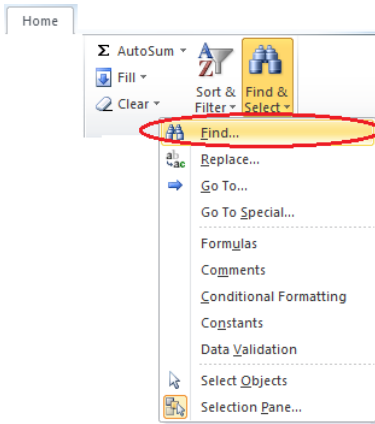 Home
Σ AutoSum
Fill
Clear
Sort &
Filter
Find &
Select
Find...
Replace...
Go To...
Go To Special...
Formulas
Comments
Conditional Formatting
Constants
Data Validation
Select Objects
Selection Pane...